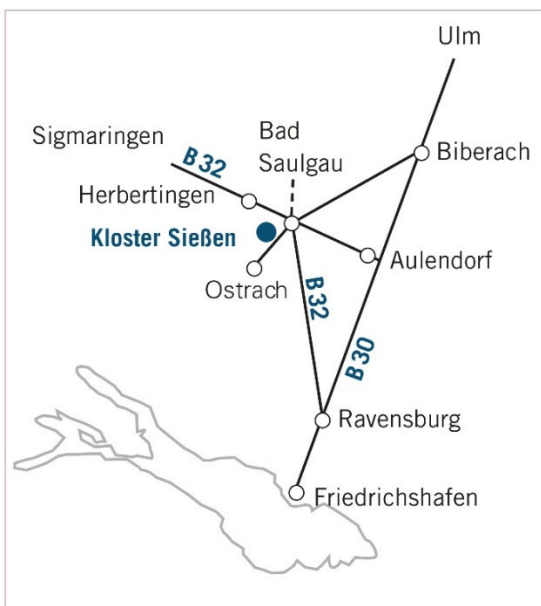 Ulm
Bad
Saulgau
Sigmaringen
B 32
Biberach
Herbertingen
Kloster Sießen
Aulendorf
Ostrach
B 32
B 30
Ravensburg
Friedrichshafen